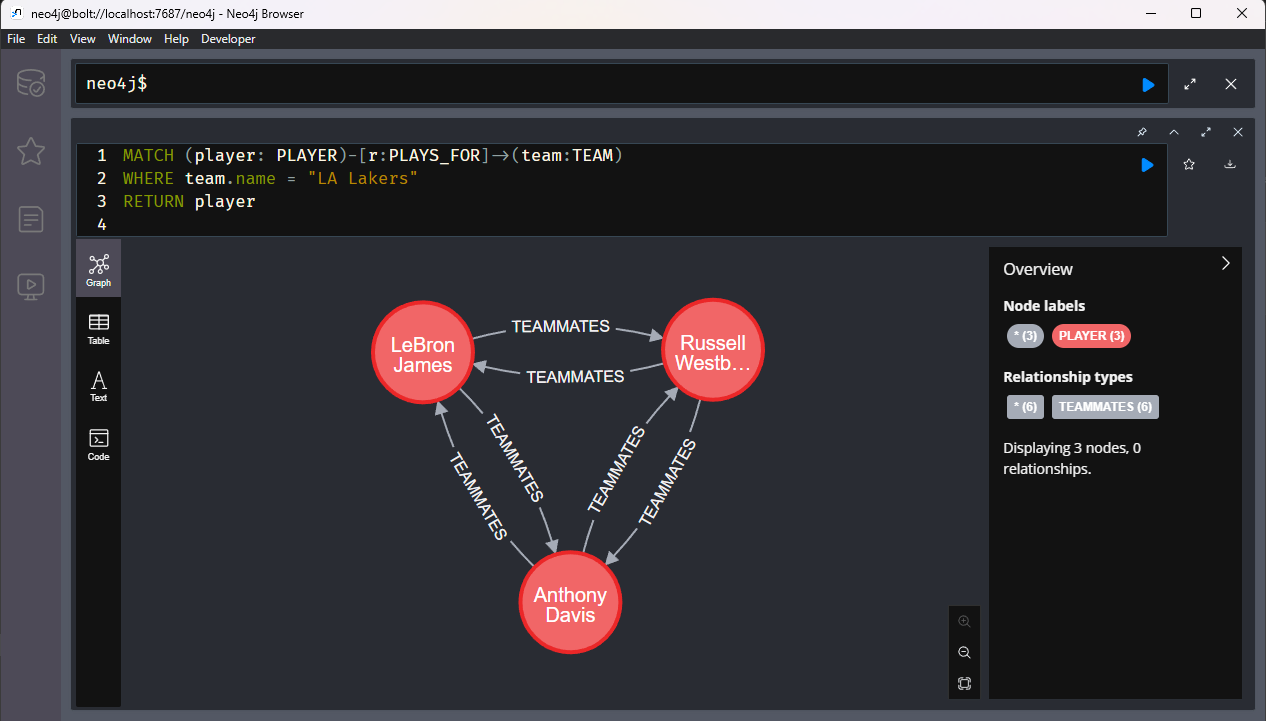 neo4j@bolt://localhost:7687/neo4j - Neo4j Browser
File Edit View Window Help Developer
neo4j$
1 MATCH (player: PLAYER)-[r:PLAYS_FOR]->(team:TEAM)
2 WHERE team.name = "LA Lakers"
3 RETURN player
4
Graph
Table
Text
Code
LeBron
James
TEAMMATES
TEAMMATES
Russell
Westb…
TEAMMATES
TEAMMATES
TEAMMATES
TEAMMATES
Anthony
Davis
Overview
Node labels
* (3) PLAYER (3)
Relationship types
* (6) TEAMMATES (6)
Displaying 3 nodes, 0
relationships.